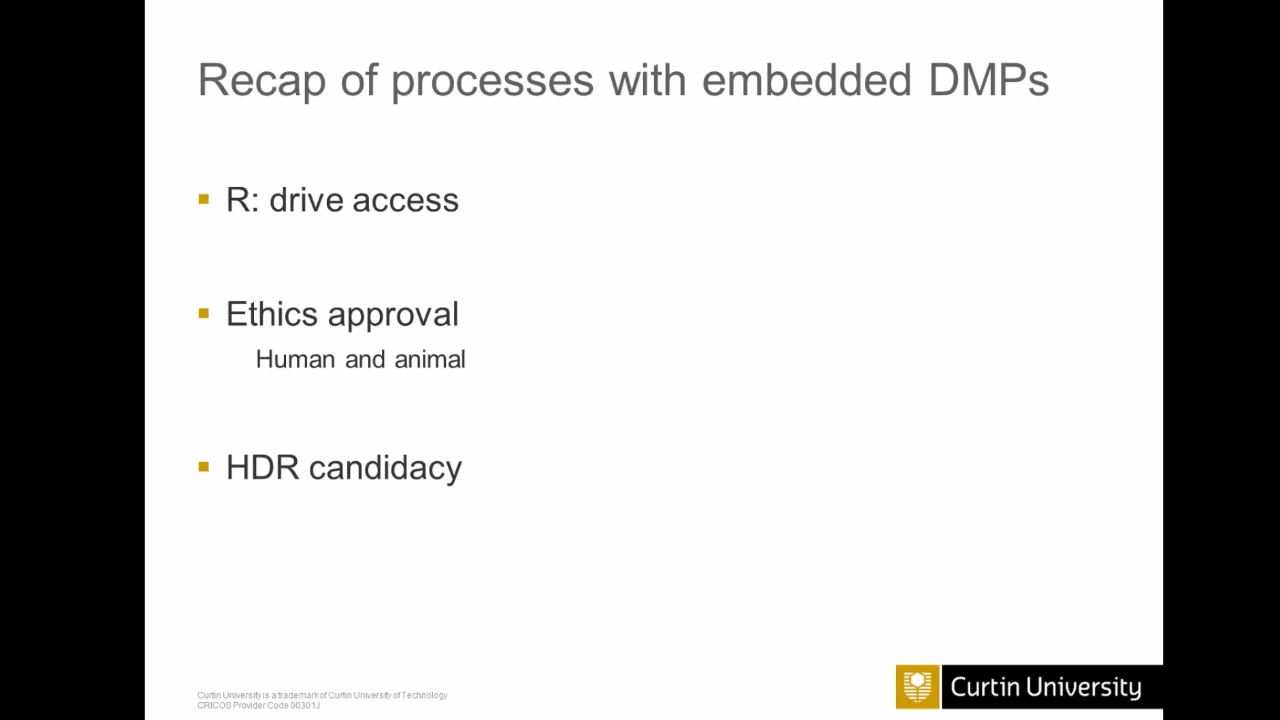 Recap of processes with embedded DMPs
R: drive access
Ethics approval
Human and animal
HDR candidacy
Curtin University is a trademark of Curtin University of Technology
CRICOS Provider Code 00301J
Curtin University